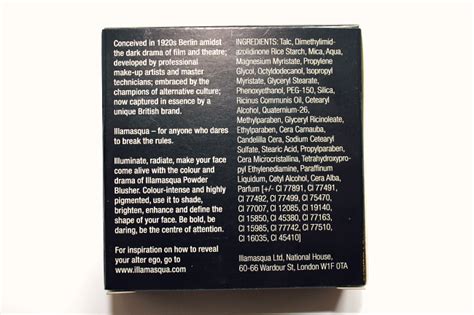 Conceived in 1920s Berlin amidst
the dark drama of film and theatre;
developed by professional
make-up artists and master
technicians; embraced by the
champions of alternative culture;
now captured in essence by a
unique British brand.
Illamasqua – for anyone who dares
to break the rules.
Illuminate, radiate, make your face
come alive with the colour and
drama of Illamasqua Powder
Blusher. Colour-intense and highly
pigmented, use it to shade,
brighten, enhance and define the
shape of your face. Be bold, be
daring, be the centre of attention.
For inspiration on how to reveal
your alter ego, go to:
www.illamasqua.com
INGREDIENTS: Talc, Dimethylimid-
azolidinone Rice Starch, Mica, Aqua,
Magnesium Myristate, Propylene
Glycol, Octyldodecanol, Isopropyl
Myristate, Glyceryl Stearate,
Phenoxyethanol, PEG-150, Silica,
Ricinus Communis Oil, Cetearyl
Alcohol, Quaternium-26,
Methylparaben, Glyceryl Ricinoleate,
Ethylparaben, Cera Carnauba,
Candelilla Cera, Sodium Cetearyl
Sulfate, Stearic Acid, Propylparaben,
Cera Microcristallina, Tetrahydroxypro-
pyl Ethylenediamine, Paraffinum
Liquidum, Cetyl Alcohol, Cera Alba,
Parfum [+/- CI 77891, CI 77491,
CI 77492, CI 77499, CI 75470,
CI 77007, CI 12085, CI 19140,
CI 15850, CI 45380, CI 77163,
CI 15985, CI 77742, CI 77510,
CI 16035, CI 45410]
Illamasqua Ltd, National House,
60-66 Wardour St, London W1F 0TA